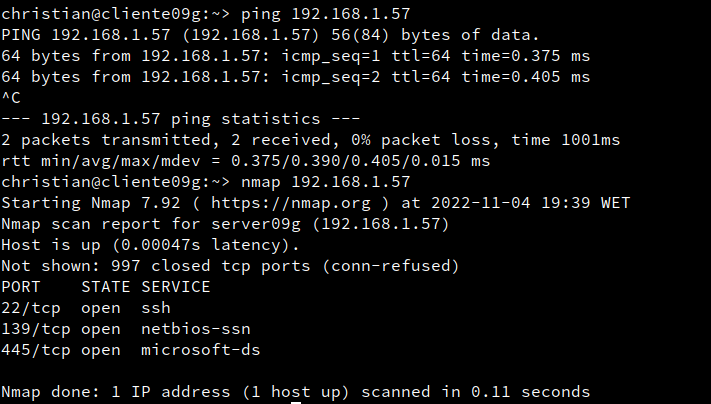 christian@cliente09g:~> ping 192.168.1.57
PING 192.168.1.57 (192.168.1.57) 56(84) bytes of data.
64 bytes from 192.168.1.57: icmp_seq=1 ttl=64 time=0.375 ms
64 bytes from 192.168.1.57: icmp_seq=2 ttl=64 time=0.405 ms
^C
--- 192.168.1.57 ping statistics ---
2 packets transmitted, 2 received, 0% packet loss, time 1001ms
rtt min/avg/max/mdev = 0.375/0.390/0.405/0.015 ms
christian@cliente09g:~> nmap 192.168.1.57
Starting Nmap 7.92 ( https://nmap.org ) at 2022-11-04 19:39 WET
Nmap scan report for server09g (192.168.1.57)
Host is up (0.00047s latency).
Not shown: 997 closed tcp ports (conn-refused)
PORT    STATE SERVICE
22/tcp  open  ssh
139/tcp open  netbios-ssn
445/tcp open  microsoft-ds
Nmap done: 1 IP address (1 host up) scanned in 0.11 seconds